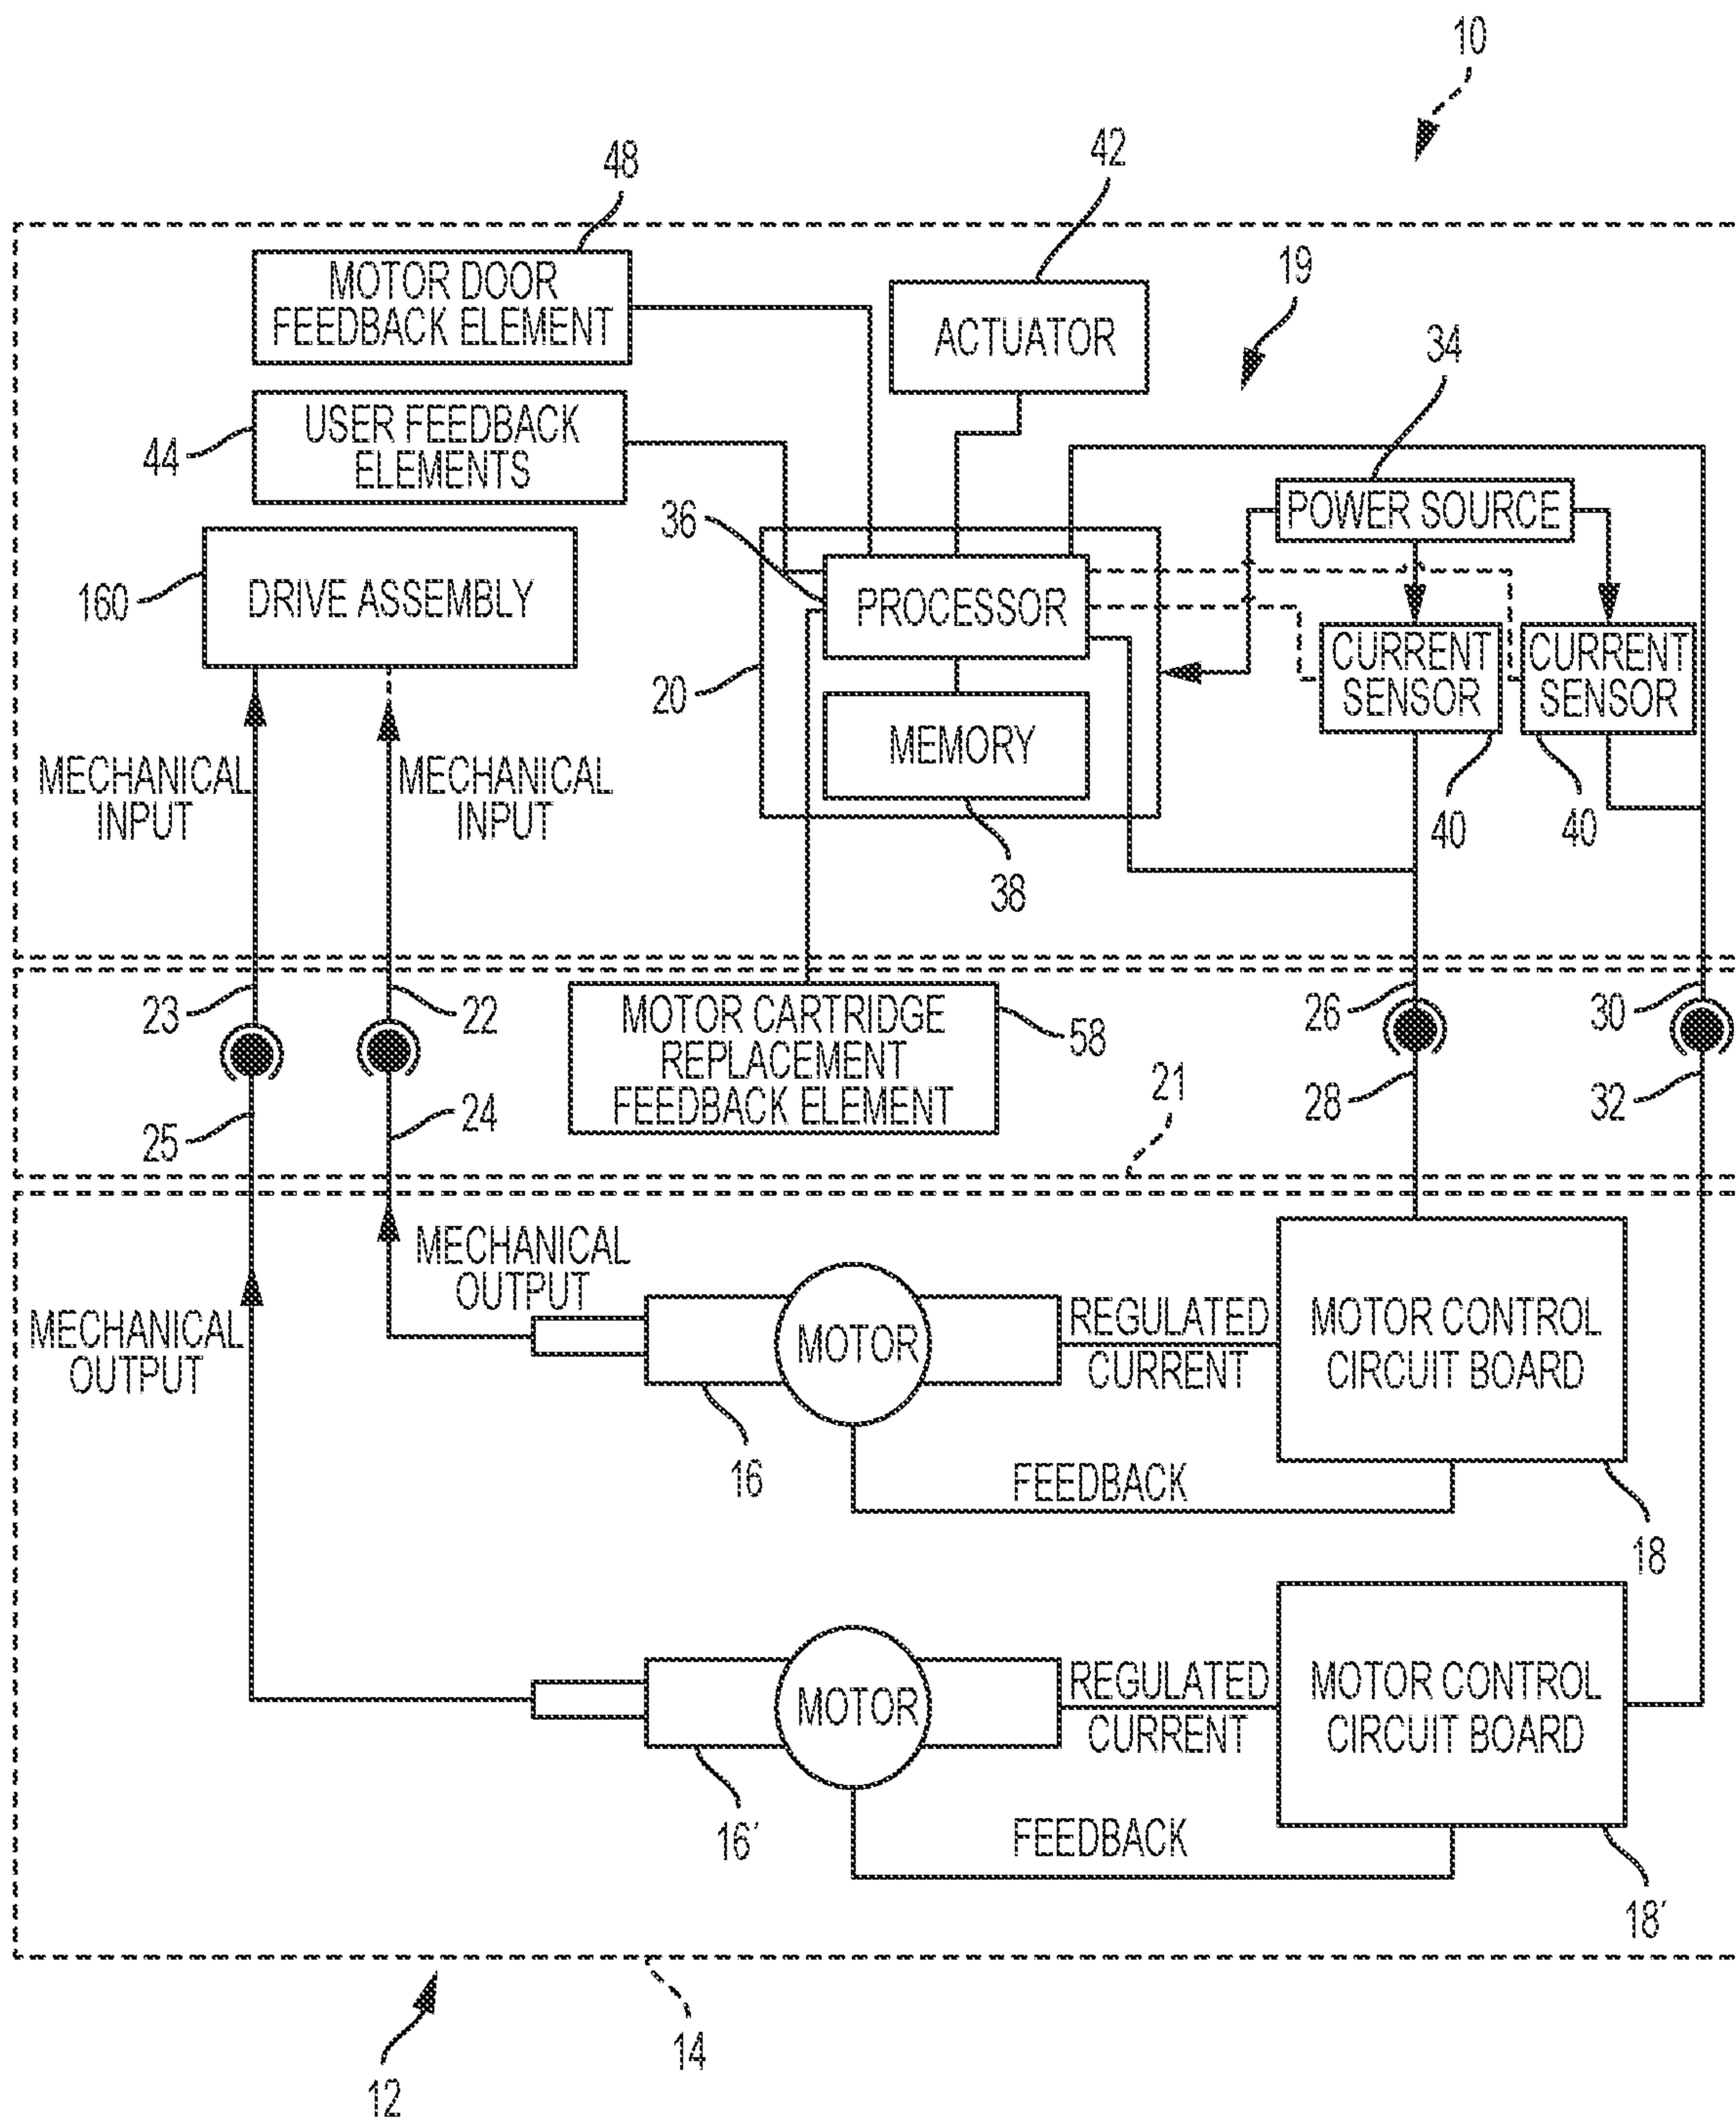 10
48
42
MOTOR DOOR
FEEDBACK ELEMENT
19
ACTUATOR
34
USER FEEDBACK
ELEMENTS
44
POWER SOURCE
36
DRIVE ASSEMBLY
160
PROCESSOR
CURRENT
SENSOR
CURRENT
SENSOR
20
MEMORY
MECHANICAL
INPUT
MECHANICAL
INPUT
40
40
38
23
22
MOTOR CARTRIDGE
REPLACEMENT
FEEDBACK ELEMENT
58
26
30
21
28
32
25
24
MECHANICAL
OUTPUT
MECHANICAL
OUTPUT
MOTOR
REGULATED
CURRENT
MOTOR CONTROL
CIRCUIT BOARD
16
FEEDBACK
18
MOTOR
REGULATED
CURRENT
MOTOR CONTROL
CIRCUIT BOARD
16´
FEEDBACK
18´
14
12